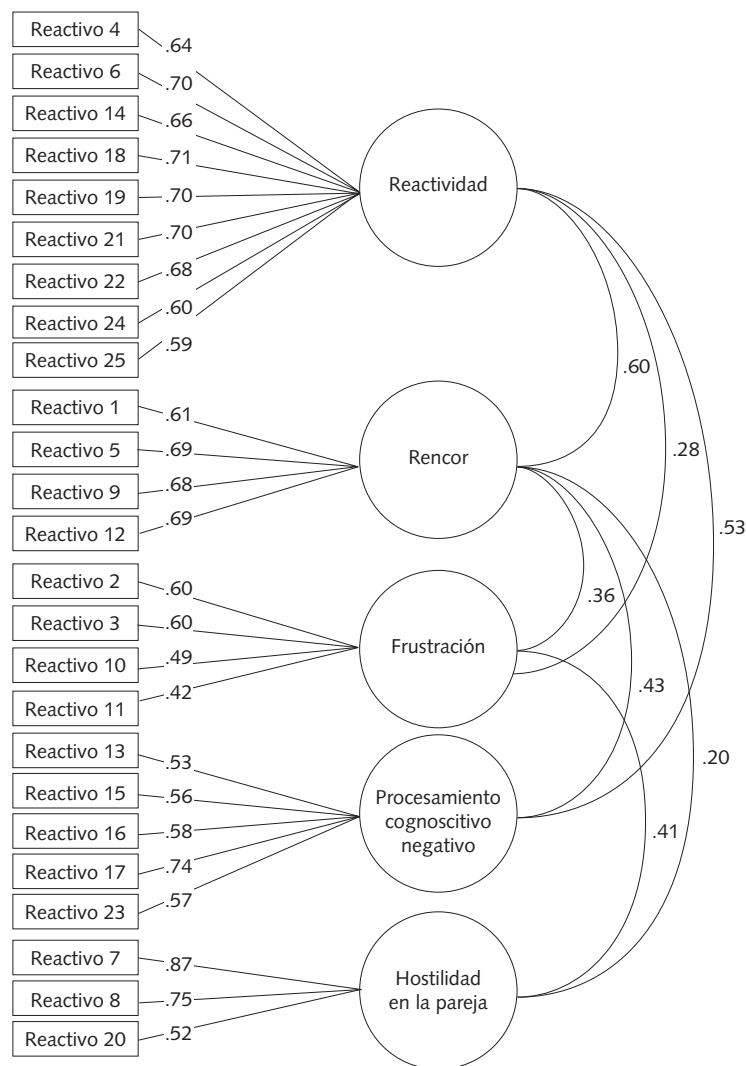 Reactivo 4
.64
Reactivo 6
.70
Reactivo 14
.66
Reactivo 18
.71
Reactivo 19
.70
Reactivo 21
.70
Reactivo 22
.68
Reactivo 24
.60
Reactivo 25
.59
Reactividad
Reactivo 1
.61
Reactivo 5
.69
Reactivo 9
.68
Reactivo 12
.69
Rencor
Reactivo 2
.60
Reactivo 3
.60
Reactivo 10
.49
Reactivo 11
.42
Frustración
Reactivo 13
.53
Reactivo 15
.56
Reactivo 16
.58
Reactivo 17
.74
Reactivo 23
.57
Procesamiento
cognoscitivo
negativo
Reactivo 7
.87
Reactivo 8
.75
Reactivo 20
.52
Hostilidad
en la pareja
.60
.28
.53
.36
.43
.20
.41